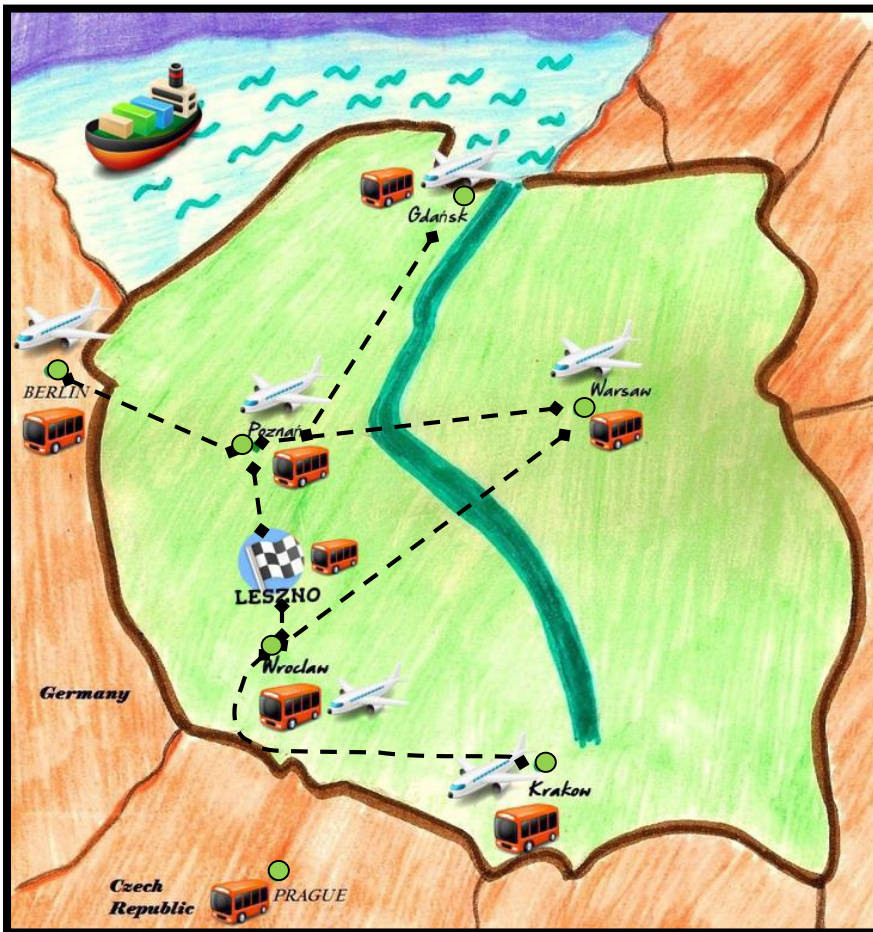 Gdańsk
BERLIN
Warsaw
Poznań
LESZNO
Wrocław
Germany
Krakow
Czech
Republic
PRAGUE